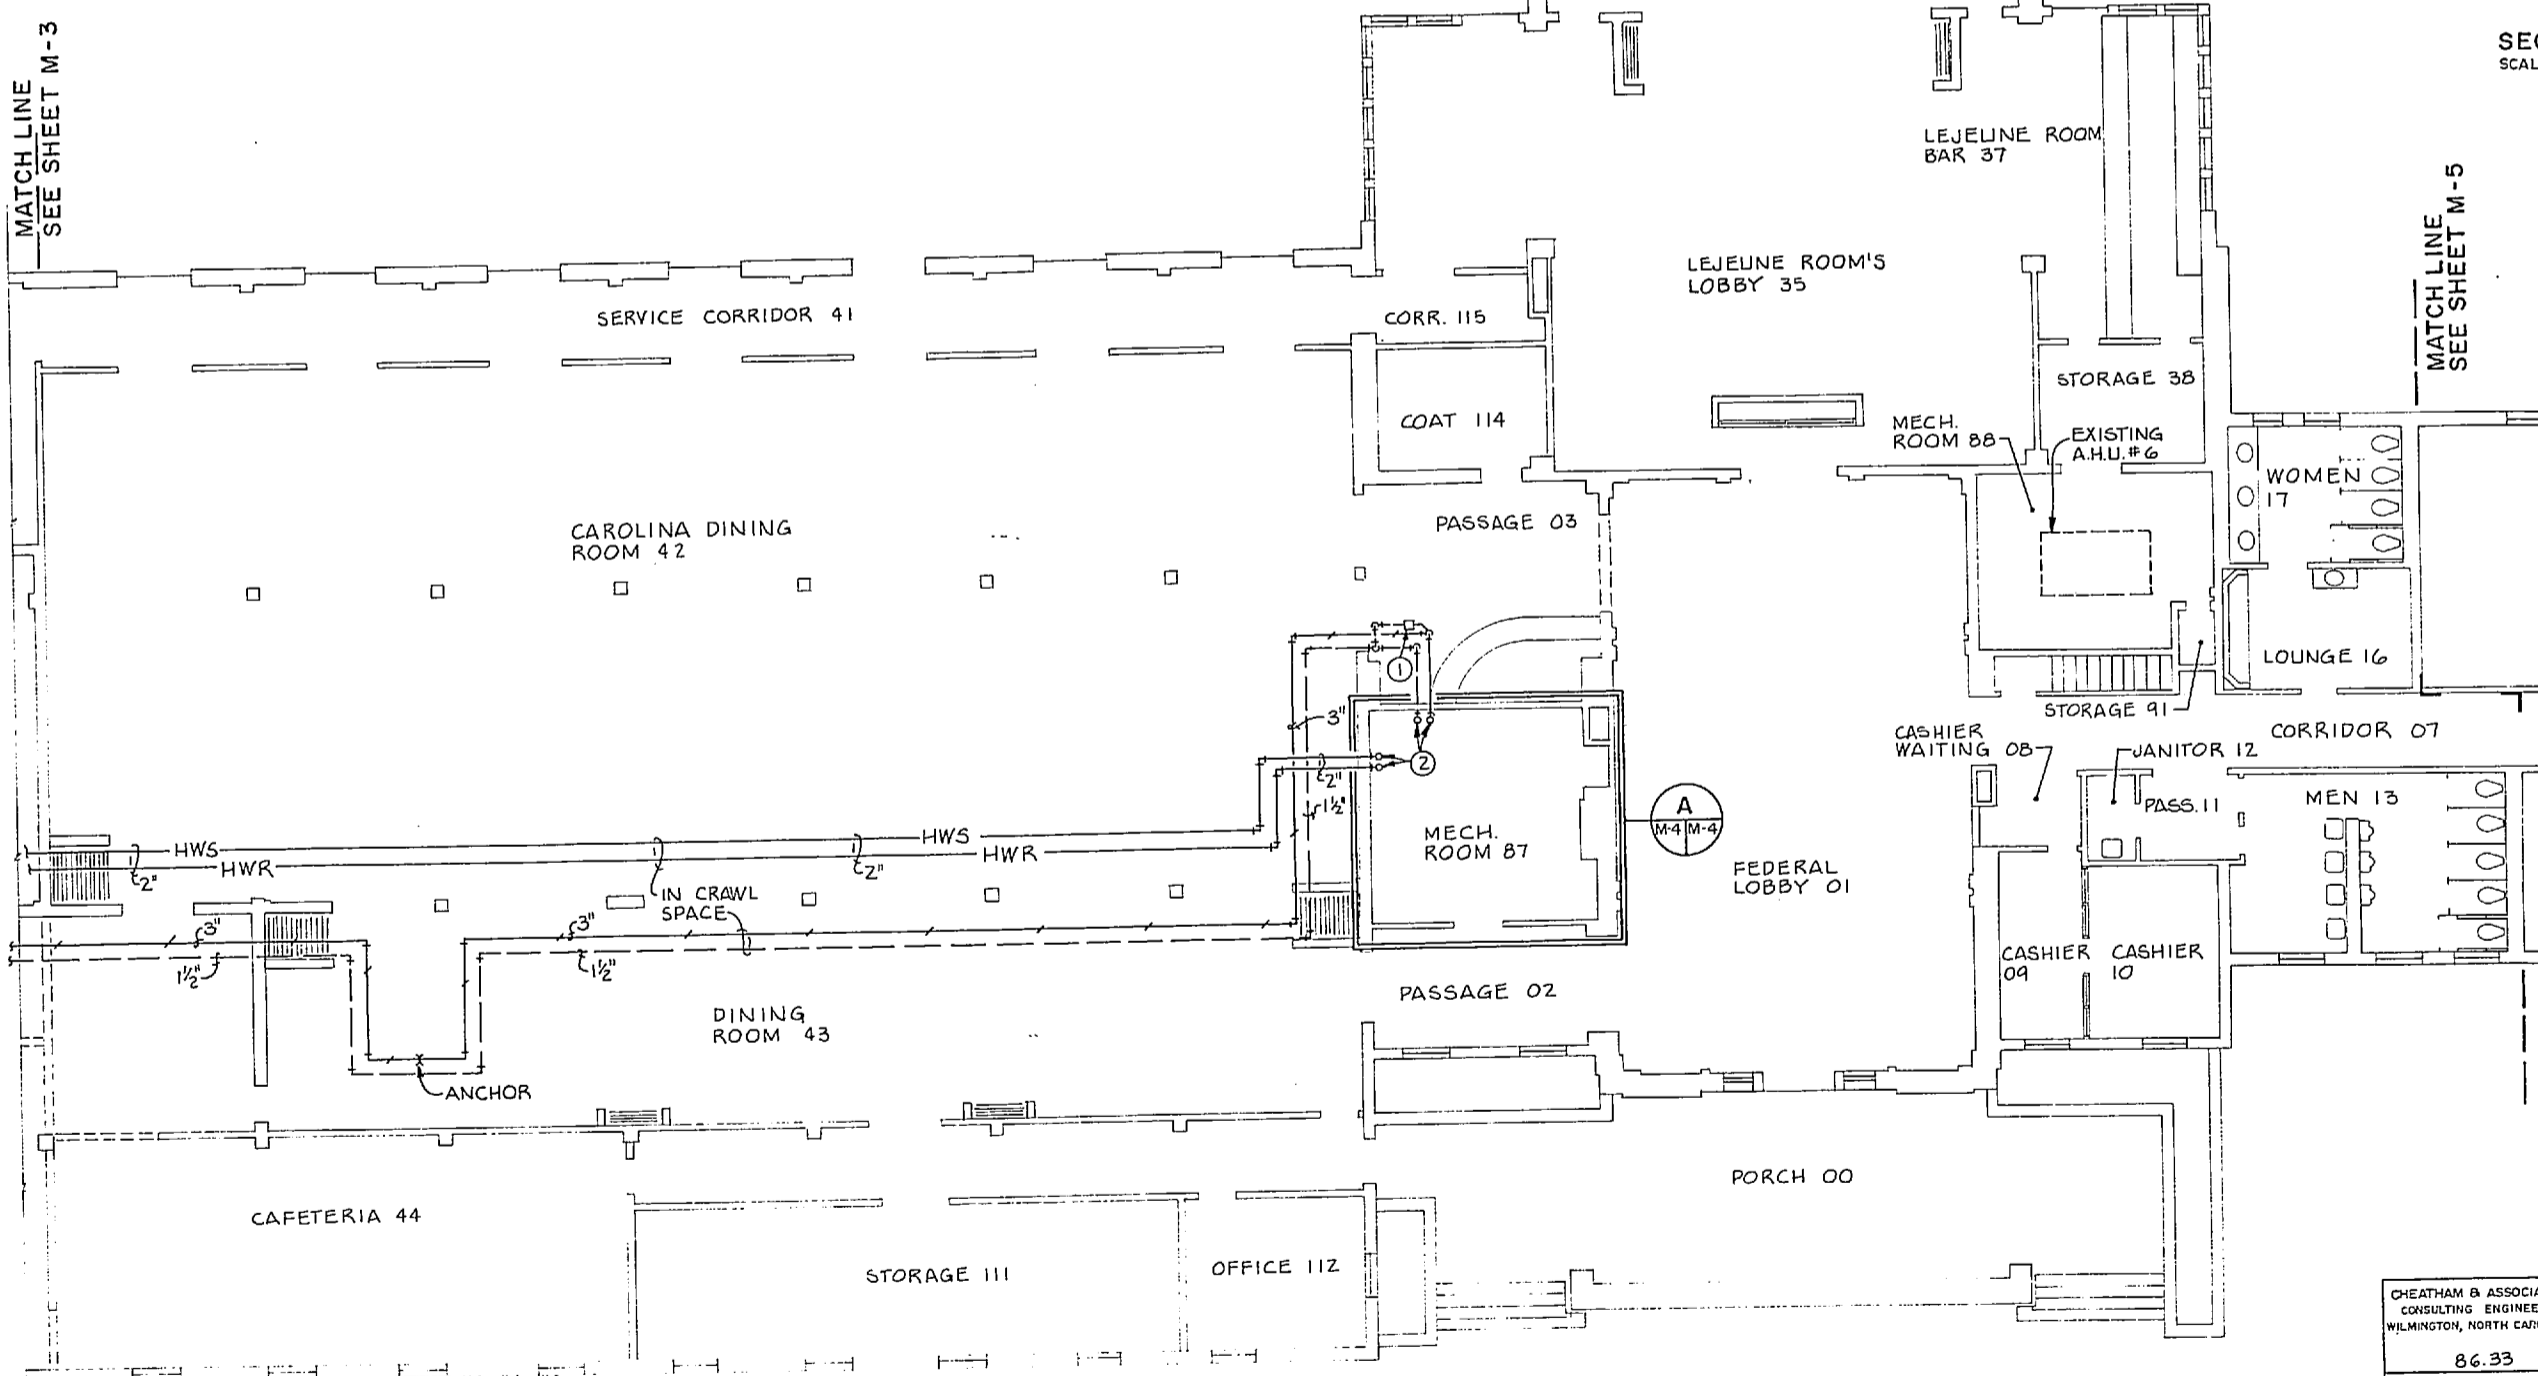 MATCH LINE
SEE SHEET M-3
LEJEUNE ROOM
BAR 37
MATCH LINE
SEE SHEET M-5
LEJEUNE ROOM'S
LOBBY 35
SERVICE CORRIDOR 41
CORR. 115
STORAGE 38
COAT 114
MECH.
ROOM 88
EXISTING
A.H.U. #6
WOMEN
17
CAROLINA DINING
ROOM 42
PASSAGE 03
1
LOUNGE 16
STORAGE 91
3"
CASHIER
WAITING 08
CORRIDOR 07
JANITOR 12
2
2"
1½"
A
M-4 M-4
PASS. 11
MEN 13
MECH.
ROOM 87
HWS
HWS
HWR
HWR
2"
2"
IN CRAWL
SPACE
FEDERAL
LOBBY 01
3"
3"
1½"
1½"
CASHIER
09
CASHIER
10
PASSAGE 02
DINING
ROOM 43
ANCHOR
PORCH 00
CAFETERIA 44
STORAGE 111
OFFICE 112
CONSULTING
WILMINGTON, NORTH
CHEATHAM &
86.33